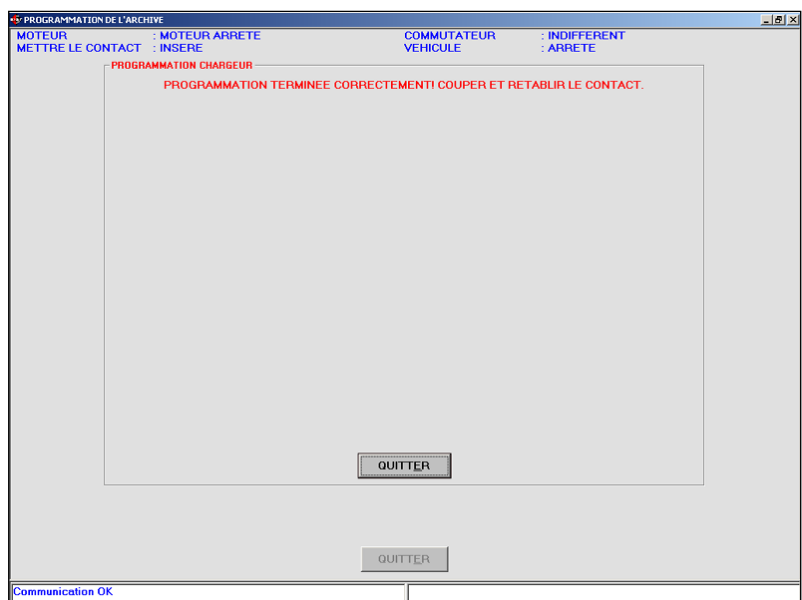 PROGRAMMATION DE L'ARCHIVE
MOTEUR : MOTEUR ARRETE COMMUTATEUR : INDIFFERENT
METTRE LE CONTACT : INSERE VEHICULE : ARRETE
PROGRAMMATION CHARGEUR
PROGRAMMATION TERMINEE CORRECTEMENT! COUPER ET RETABLIR LE CONTACT.
QUITTER
QUITTER
Communication OK